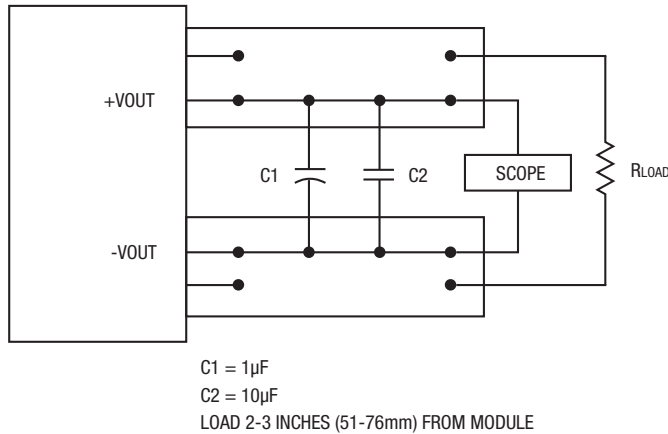 +VOUT
C1
C2
SCOPE
RLOAD
-VOUT
C1 = 1µF
C2 = 10µF
LOAD 2-3 INCHES (51-76mm) FROM MODULE